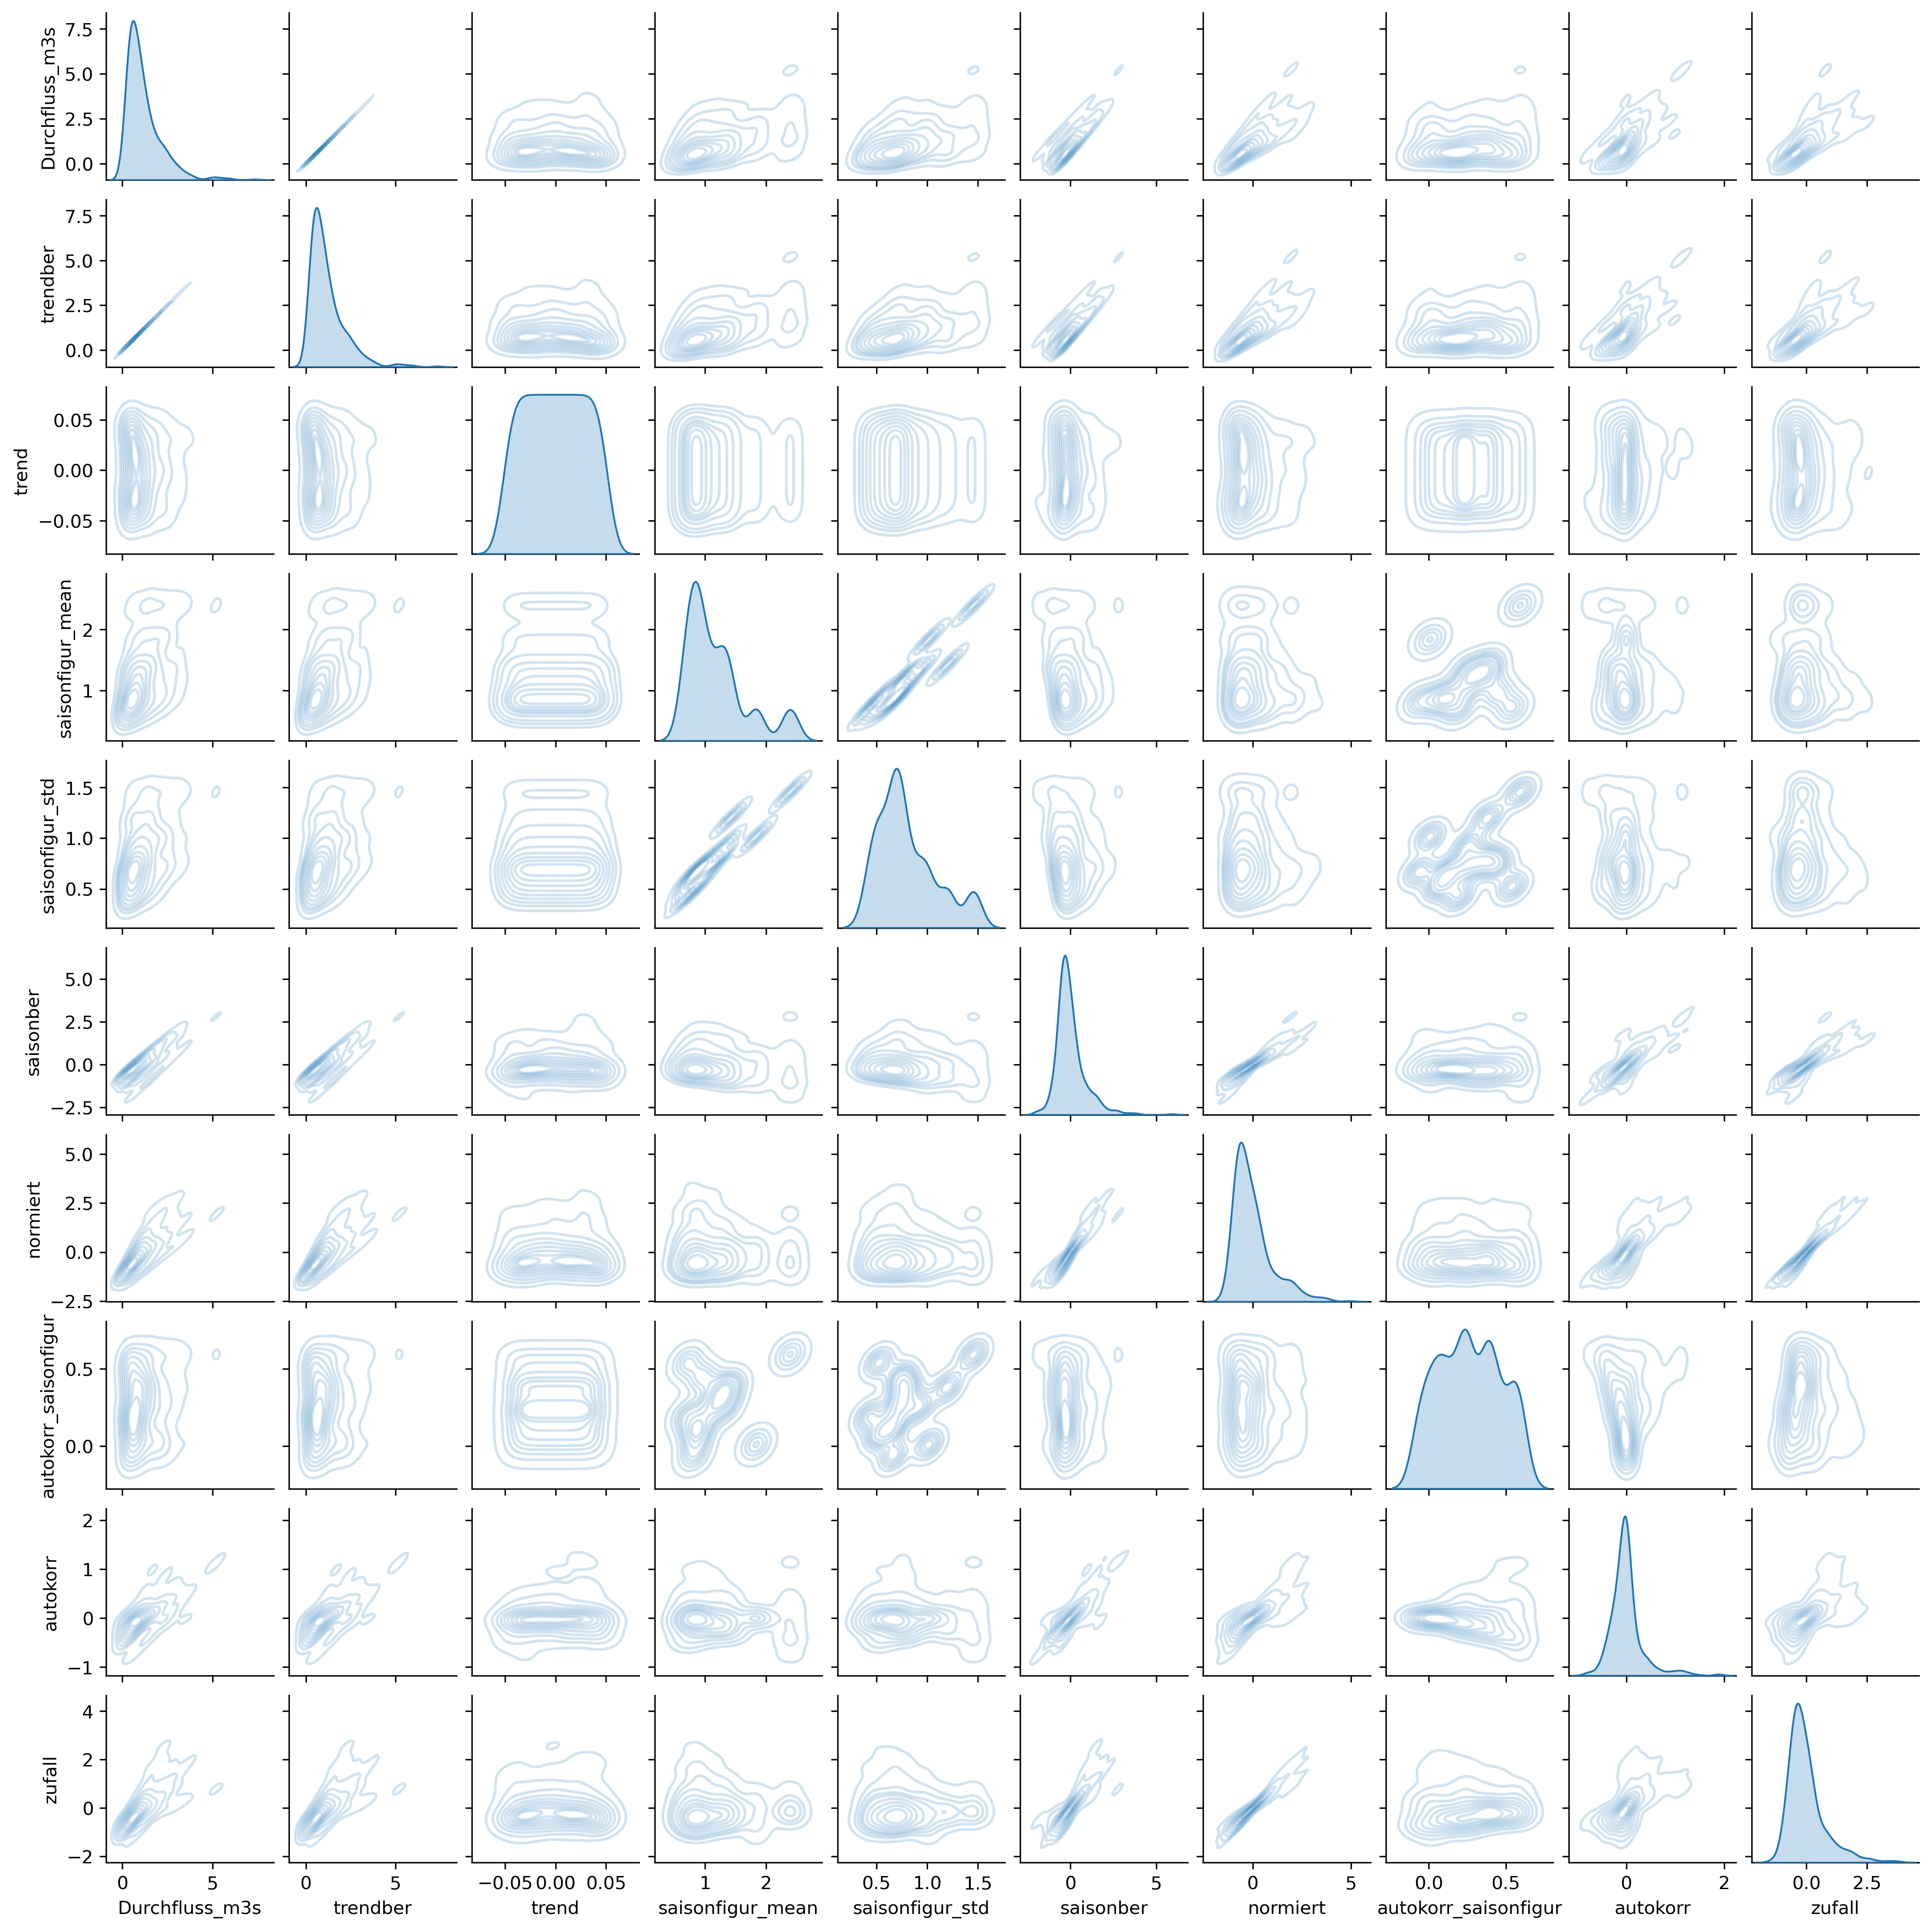 Durchfluss_m3s
7.5
5.0
2.5
0.0
trendber
7.5
5.0
2.5
0.0
trend
0.05
0.00
−0.05
saisonfigur_mean
2
1
saisonfigur_std
1.5
1.0
0.5
saisonber
5.0
2.5
0.0
−2.5
normiert
5.0
2.5
0.0
−2.5
autokorr_saisonfigur
0.5
0.0
autokorr
2
1
0
−1
zufall
4
2
0
−2
0 5 0 5 −0.05 0.00 0.05 1 2 0.5 1.0 1.5 0 5 0 5 0.0 0.5 0 2 0.0 2.5
Durchfluss_m3s trendber trend saisonfigur_mean saisonfigur_std saisonber normiert autokorr_saisonfigur autokorr zufall